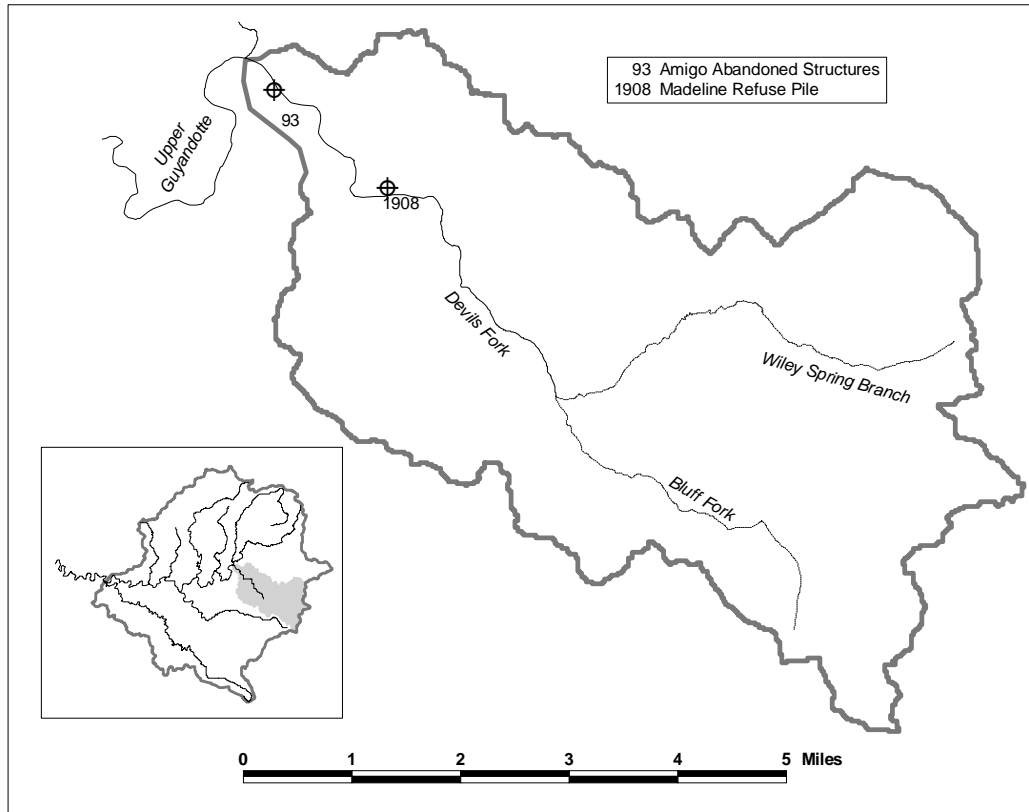 93 Amigo Abandoned Structures
1908 Madeline Refuse Pile
93
Upper
Guyandotte
1908
Devils Fork
Wiley Spring Branch
Bluff Fork
0 1 2 3 4 5 Miles